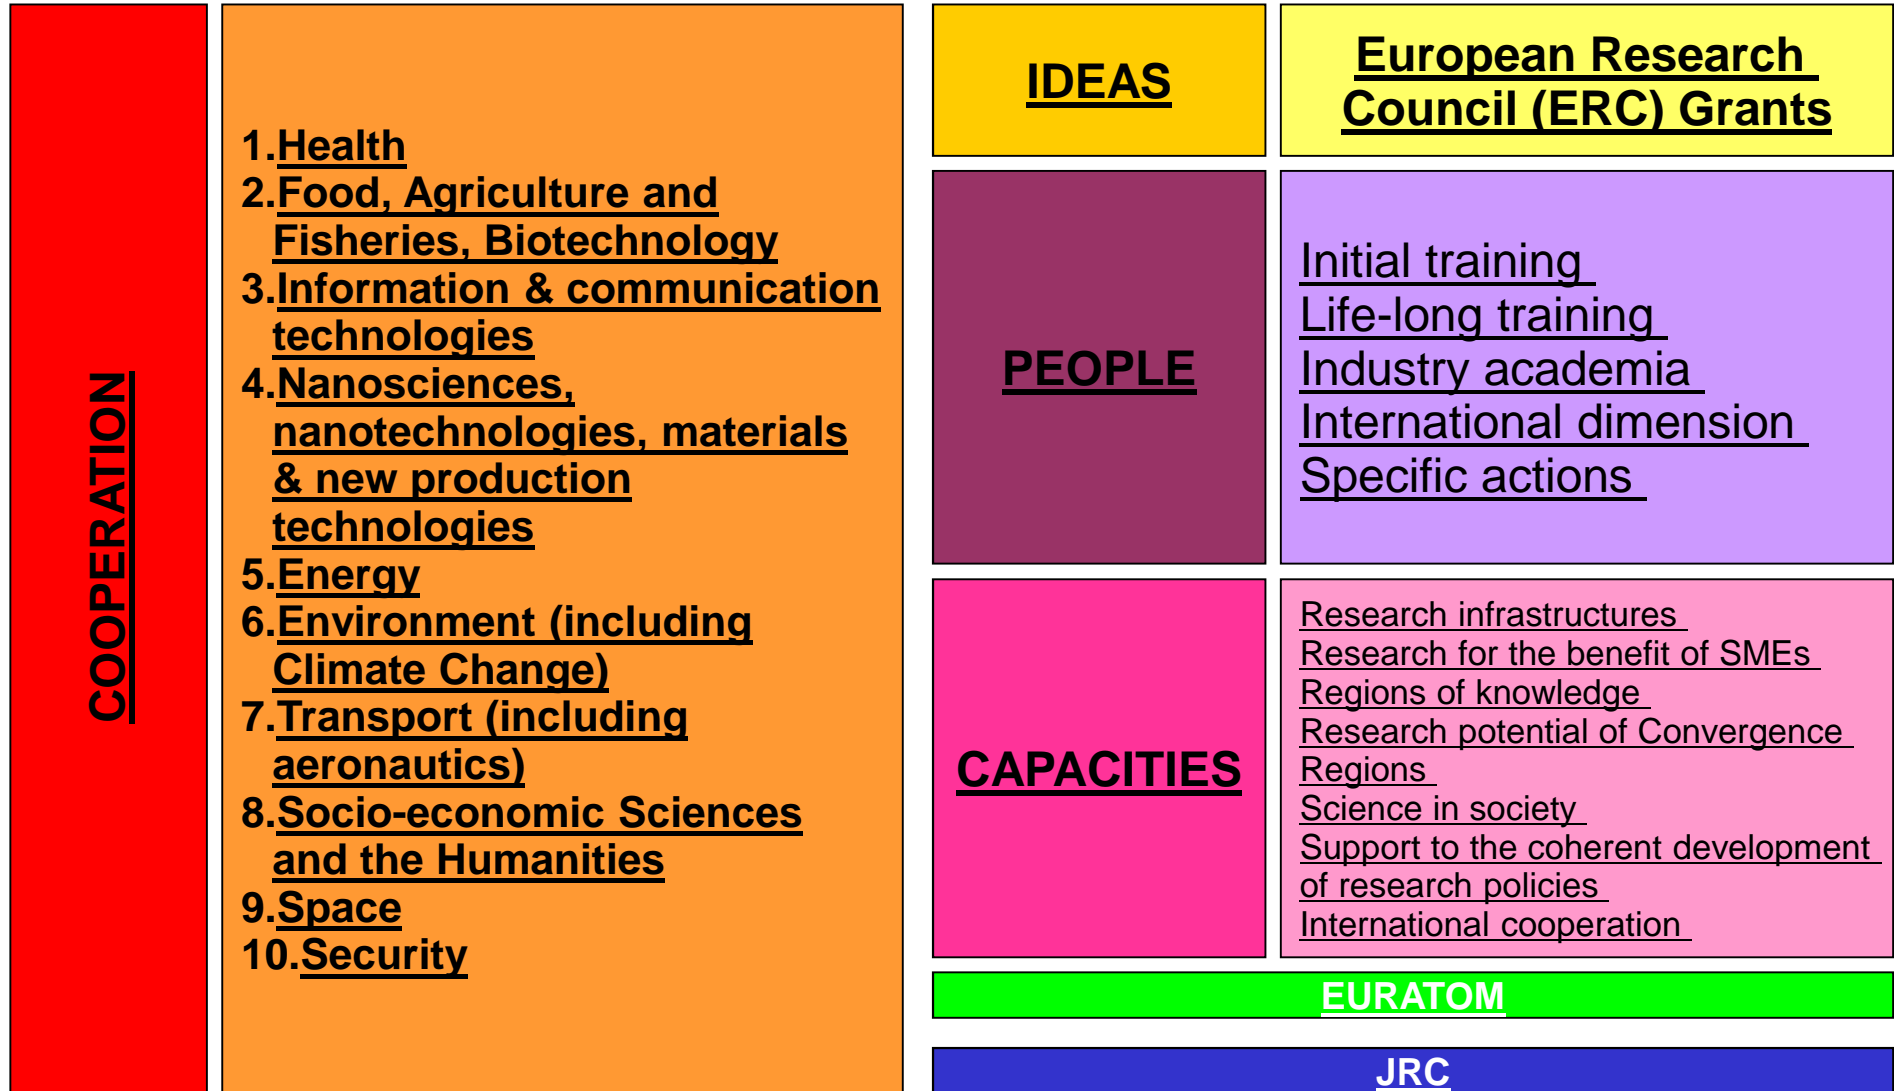 COOPERATION
1.Health
2.Food, Agriculture and
Fisheries, Biotechnology
3.Information & communication
technologies
4.Nanosciences,
nanotechnologies, materials
& new production
technologies
5.Energy
6.Environment (including
Climate Change)
7.Transport (including
aeronautics)
8.Socio-economic Sciences
and the Humanities
9.Space
10.Security
IDEAS
European Research
Council (ERC) Grants
PEOPLE
Initial training
Life-long training
Industry academia
International dimension
Specific actions
CAPACITIES
Research infrastructures
Research for the benefit of SMEs
Regions of knowledge
Research potential of Convergence
Regions
Science in society
Support to the coherent development
of research policies
International cooperation
EURATOM
JRC